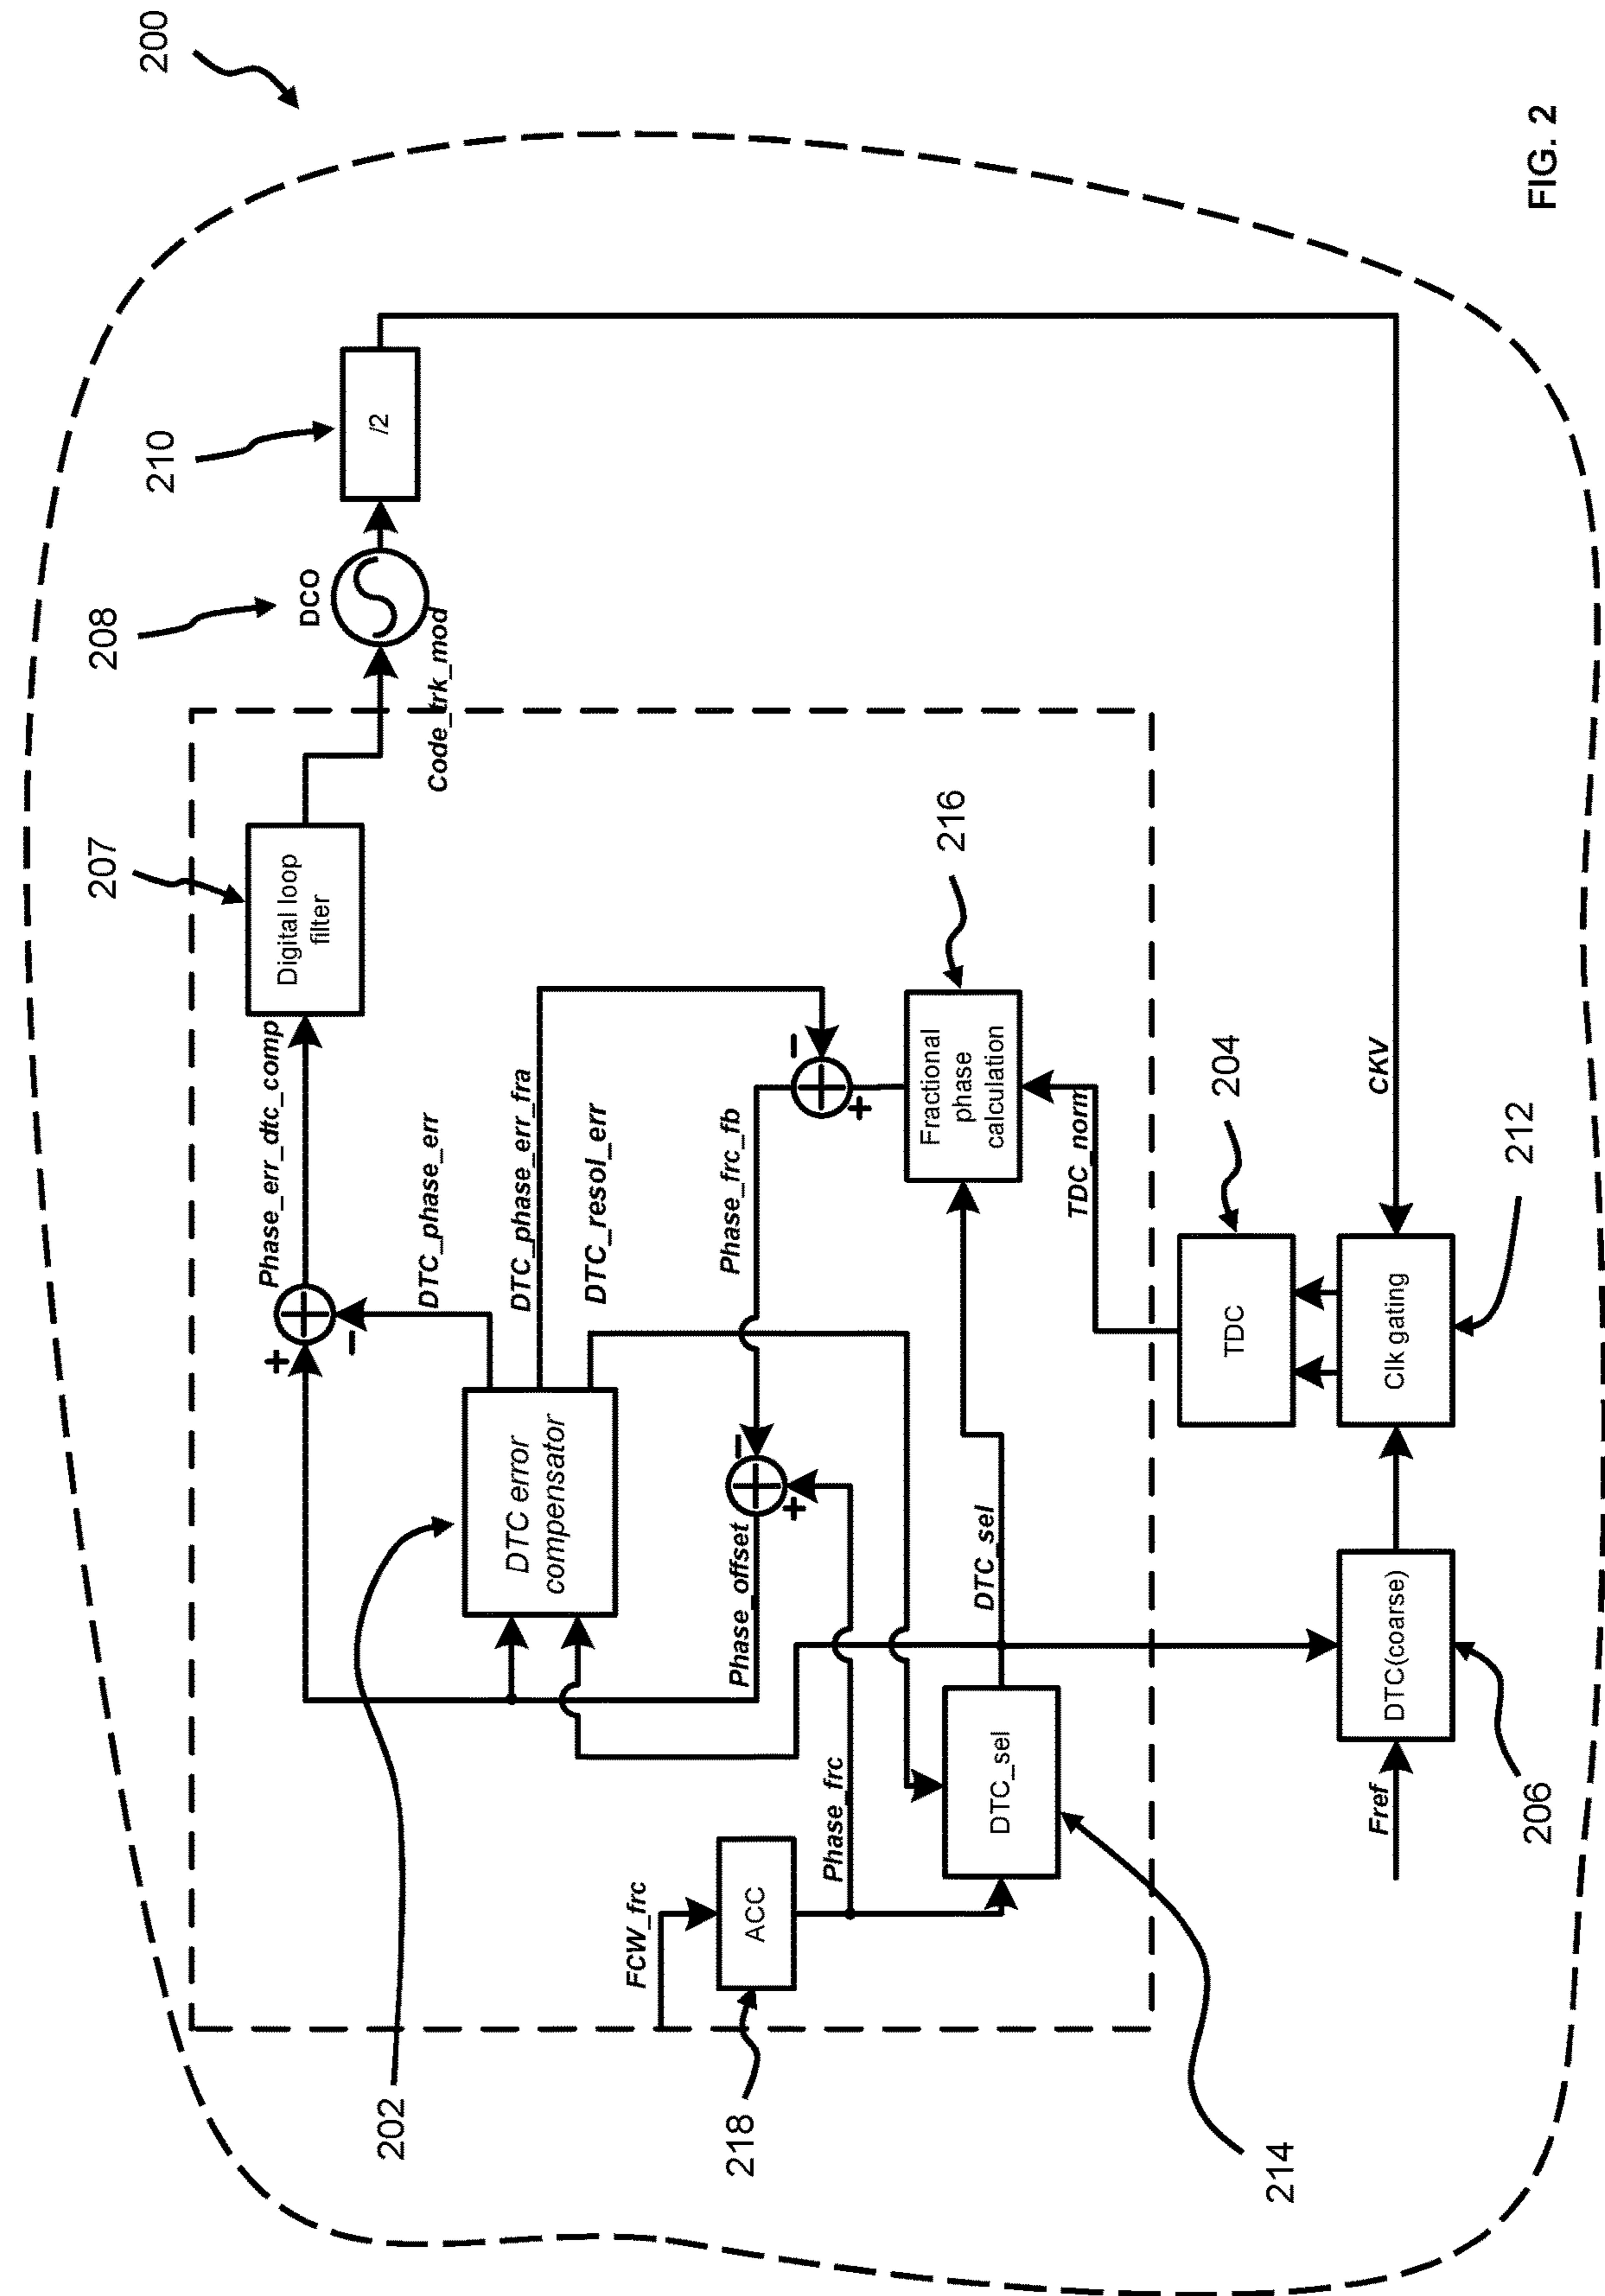 200
207
208
DCO
210
/2
Digital loop
filter
Phase_err_dtc_comp
Code_trk_mod
+
-
DTC_phase_err
DTC_phase_err_fra
DTC_resol_err
202
DTC error
compensator
FCW_frc
218
ACC
Phase_frc
Phase_offset
-
+
Phase_frc_fb
-
+
216
Fractional
phase
calculation
DTC_sel
DTC_sel
214
TDC_norm
204
TDC
CKV
Fref
DTC(coarse)
206
Clk gating
212
FIG. 2